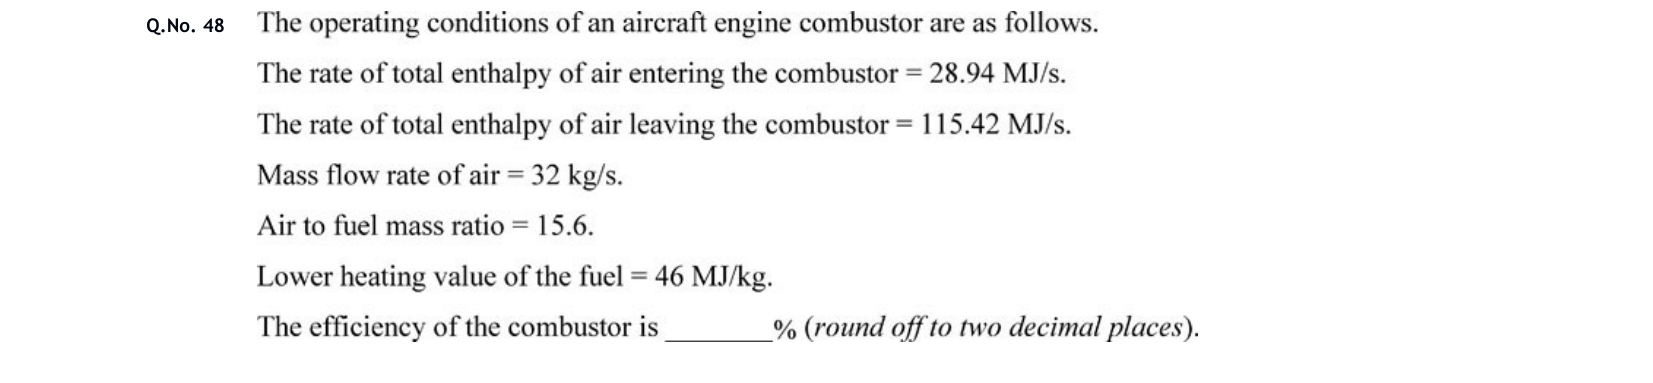 Q.No. 48 The operating conditions of an aircraft engine combustor are as follows.
The rate of total enthalpy of air entering the combustor = 28.94 MJ/s.
The rate of total enthalpy of air leaving the combustor = 115.42 MJ/s.
Mass flow rate of air = 32 kg/s.
Air to fuel mass ratio = 15.6.
Lower heating value of the fuel = 46 MJ/kg.
The efficiency of the combustor is ________% (round off to two decimal places).